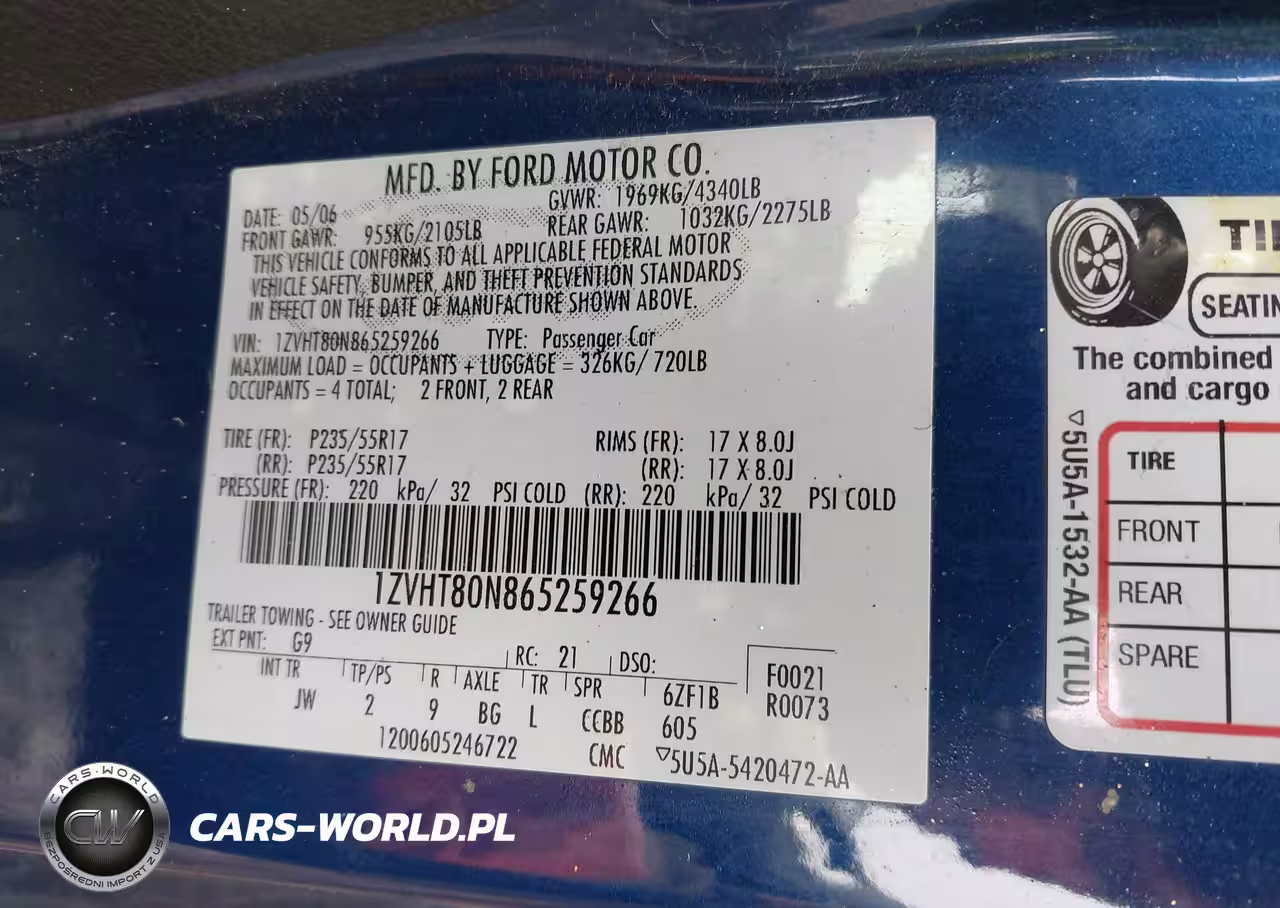 MFD. BY FORD MOTOR CO.
DATE: 05/06 GVWR: 1969KG/4340LB
FRONT GAWR: 955KG/2105LB REAR GAWR: 1032KG/2275LB
THIS VEHICLE CONFORMS TO ALL APPLICABLE FEDERAL MOTOR
VEHICLE SAFETY, BUMPER, AND THEFT PREVENTION STANDARDS
IN EFFECT ON THE DATE OF MANUFACTURE SHOWN ABOVE.
VIN: 1ZVHT80N865259266 TYPE: Passenger Car
MAXIMUM LOAD = OCCUPANTS + LUGGAGE = 326KG/ 720LB
OCCUPANTS = 4 TOTAL; 2 FRONT, 2 REAR
TIRE (FR): P235/55R17 RIMS (FR): 17 X 8.0J
(RR): P235/55R17 (RR): 17 X 8.0J
PRESSURE (FR): 220 kPa/ 32 PSI COLD (RR): 220 kPa/ 32 PSI COLD
1ZVHT80N865259266
TRAILER TOWING - SEE OWNER GUIDE
EXT PNT: G9 RC: 21 DSO: F0021
INT TR TP/PS R AXLE TR SPR 6ZF1B R0073
JW 2 9 BG L CCBB 605
1200605246722 CMC 5U5A-5420472-AA
SEATIN
The combined
and cargo
5U5A-1532-AA (TLU)
TIRE
FRONT
REAR
SPARE
CARS-WORLD
CW
BEZPOŚREDNI IMPORT Z USA
CARS-WORLD.PL